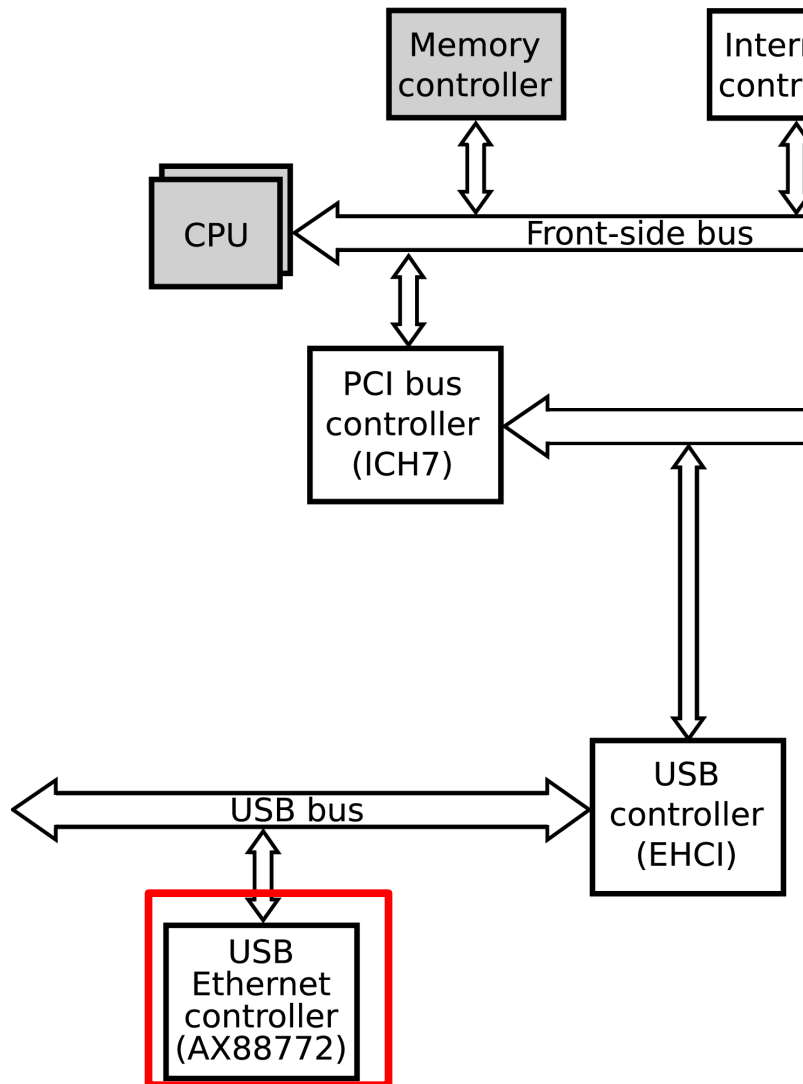 Memory
controller
CPU
Front-side bus
PCI bus
controller
(ICH7)
USB
controller
(EHCI)
USB bus
USB
Ethernet
controller
(AX88772)